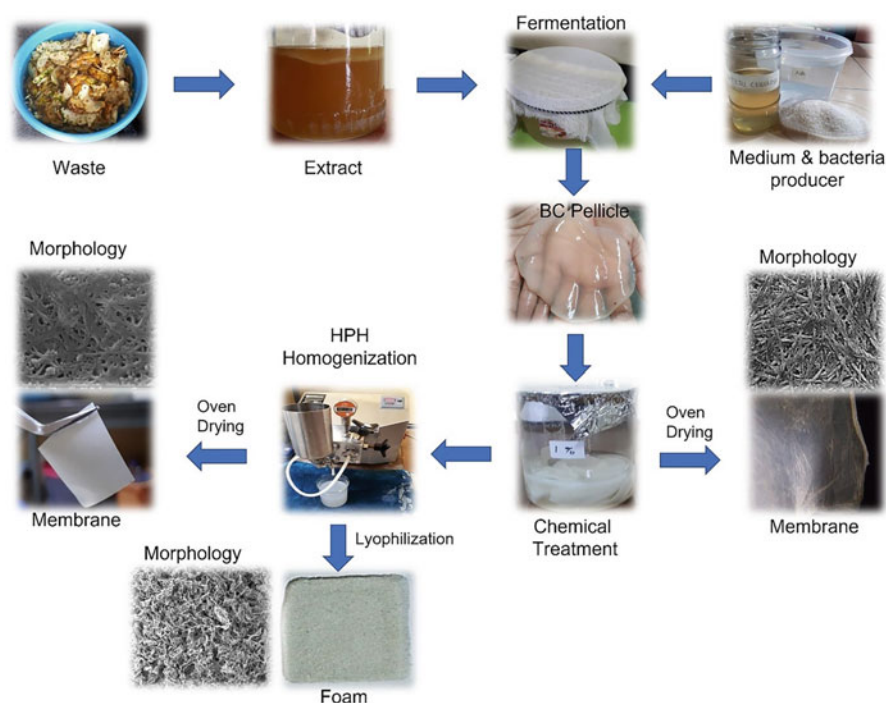 Fermentation
Waste
Extract
Medium & bacteria
producer
BC Pellicle
Morphology
Morphology
HPH
Homogenization
Oven
Drying
Oven
Drying
Membrane
Chemical
Treatment
Membrane
Lyophilization
Morphology
Foam